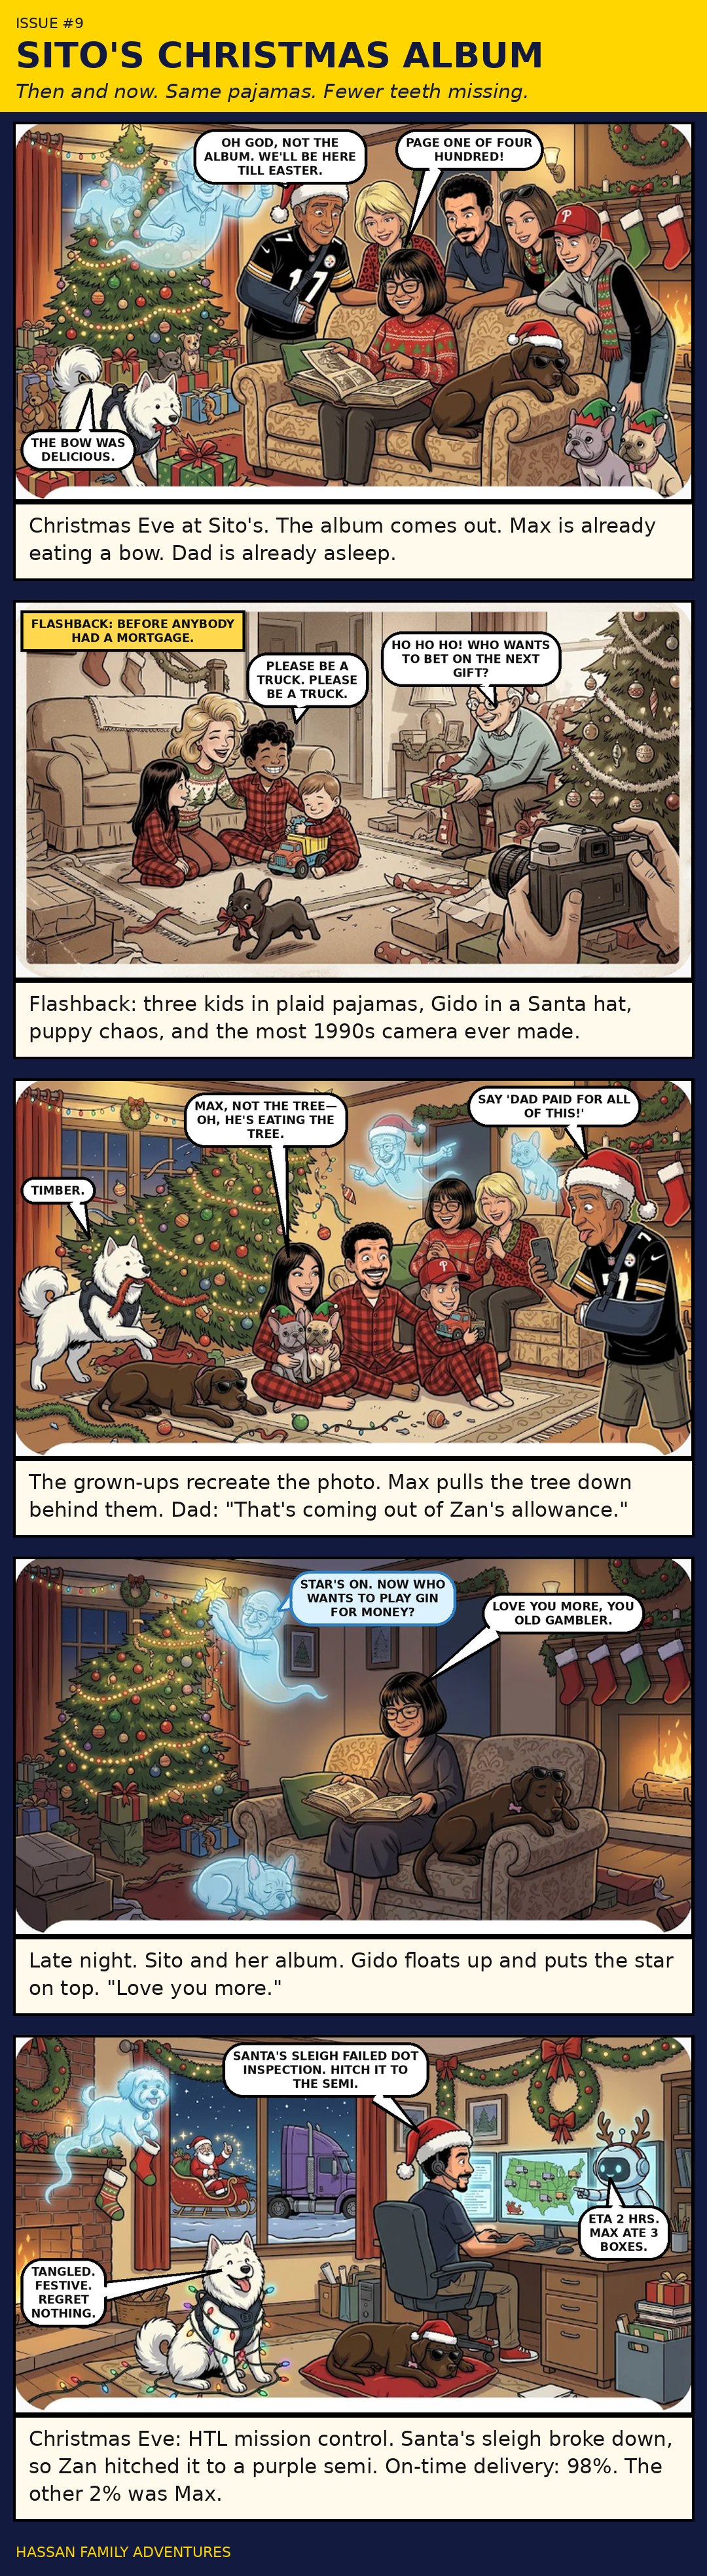 ISSUE #9
SITO'S CHRISTMAS ALBUM
Then and now. Same pajamas. Fewer teeth missing.
OH GOD, NOT THE
ALBUM. WE'LL BE HERE
TILL EASTER.
PAGE ONE OF FOUR
HUNDRED!
P
17
THE BOW WAS
DELICIOUS.
Christmas Eve at Sito's. The album comes out. Max is already
eating a bow. Dad is already asleep.
FLASHBACK: BEFORE ANYBODY
HAD A MORTGAGE.
PLEASE BE A
TRUCK. PLEASE
BE A TRUCK.
HO HO HO! WHO WANTS
TO BET ON THE NEXT
GIFT?
Flashback: three kids in plaid pajamas, Gido in a Santa hat,
puppy chaos, and the most 1990s camera ever made.
MAX, NOT THE TREE—
OH, HE'S EATING THE
TREE.
SAY 'DAD PAID FOR ALL
OF THIS!'
TIMBER.
P
The grown-ups recreate the photo. Max pulls the tree down
behind them. Dad: "That's coming out of Zan's allowance."
STAR'S ON. NOW WHO
WANTS TO PLAY GIN
FOR MONEY?
LOVE YOU MORE, YOU
OLD GAMBLER.
Late night. Sito and her album. Gido floats up and puts the star
on top. "Love you more."
SANTA'S SLEIGH FAILED DOT
INSPECTION. HITCH IT TO
THE SEMI.
ETA 2 HRS.
MAX ATE 3
BOXES.
TANGLED.
FESTIVE.
REGRET
NOTHING.
Christmas Eve: HTL mission control. Santa's sleigh broke down,
so Zan hitched it to a purple semi. On-time delivery: 98%. The
other 2% was Max.
HASSAN FAMILY ADVENTURES